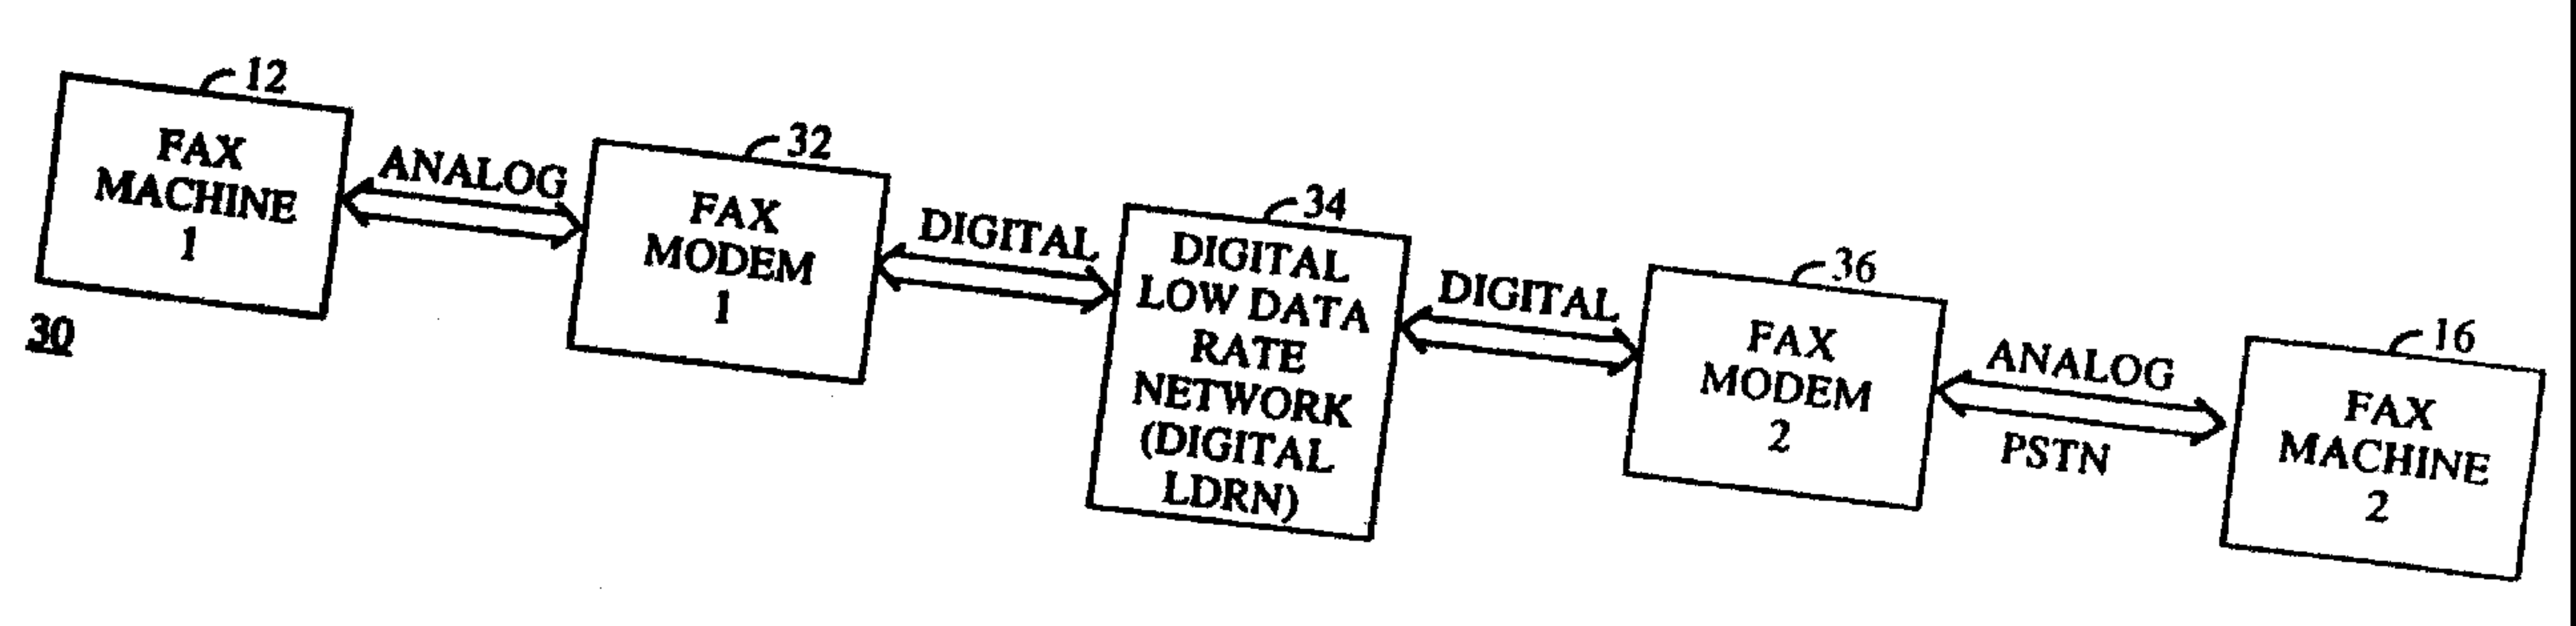 12
FAX
MACHINE
1
30
ANALOG
32
FAX
MODEM
1
DIGITAL
34
DIGITAL
LOW DATA
RATE
NETWORK
(DIGITAL
LDRN)
DIGITAL
36
FAX
MODEM
2
ANALOG
PSTN
16
FAX
MACHINE
2